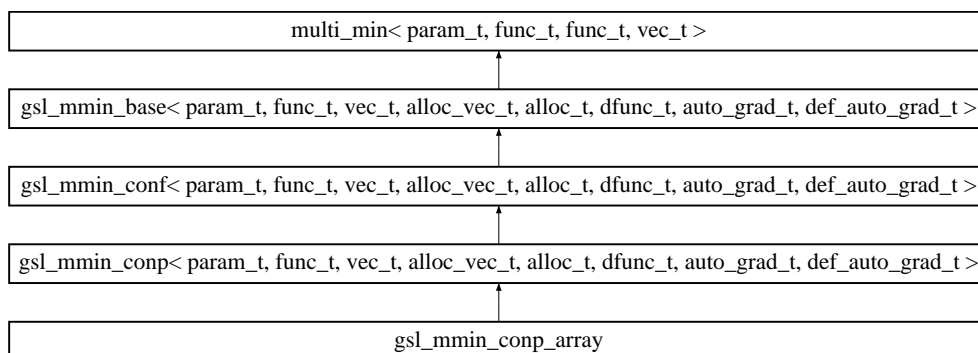 multi_min< param_t, func_t, func_t, vec_t >
gsl_mmin_base< param_t, func_t, vec_t, alloc_vec_t, alloc_t, dfunc_t, auto_grad_t, def_auto_grad_t >
gsl_mmin_conf< param_t, func_t, vec_t, alloc_vec_t, alloc_t, dfunc_t, auto_grad_t, def_auto_grad_t >
gsl_mmin_conp< param_t, func_t, vec_t, alloc_vec_t, alloc_t, dfunc_t, auto_grad_t, def_auto_grad_t >
gsl_mmin_conp_array